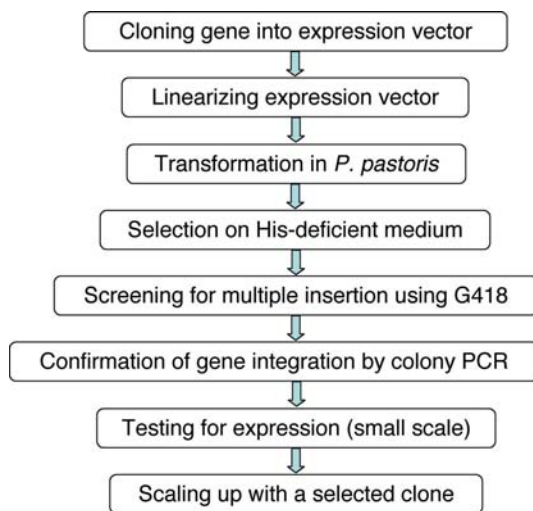 Cloning gene into expression vector
Linearizing expression vector
Transformation in P. pastoris
Selection on His-deficient medium
Screening for multiple insertion using G418
Confirmation of gene integration by colony PCR
Testing for expression (small scale)
Scaling up with a selected clone